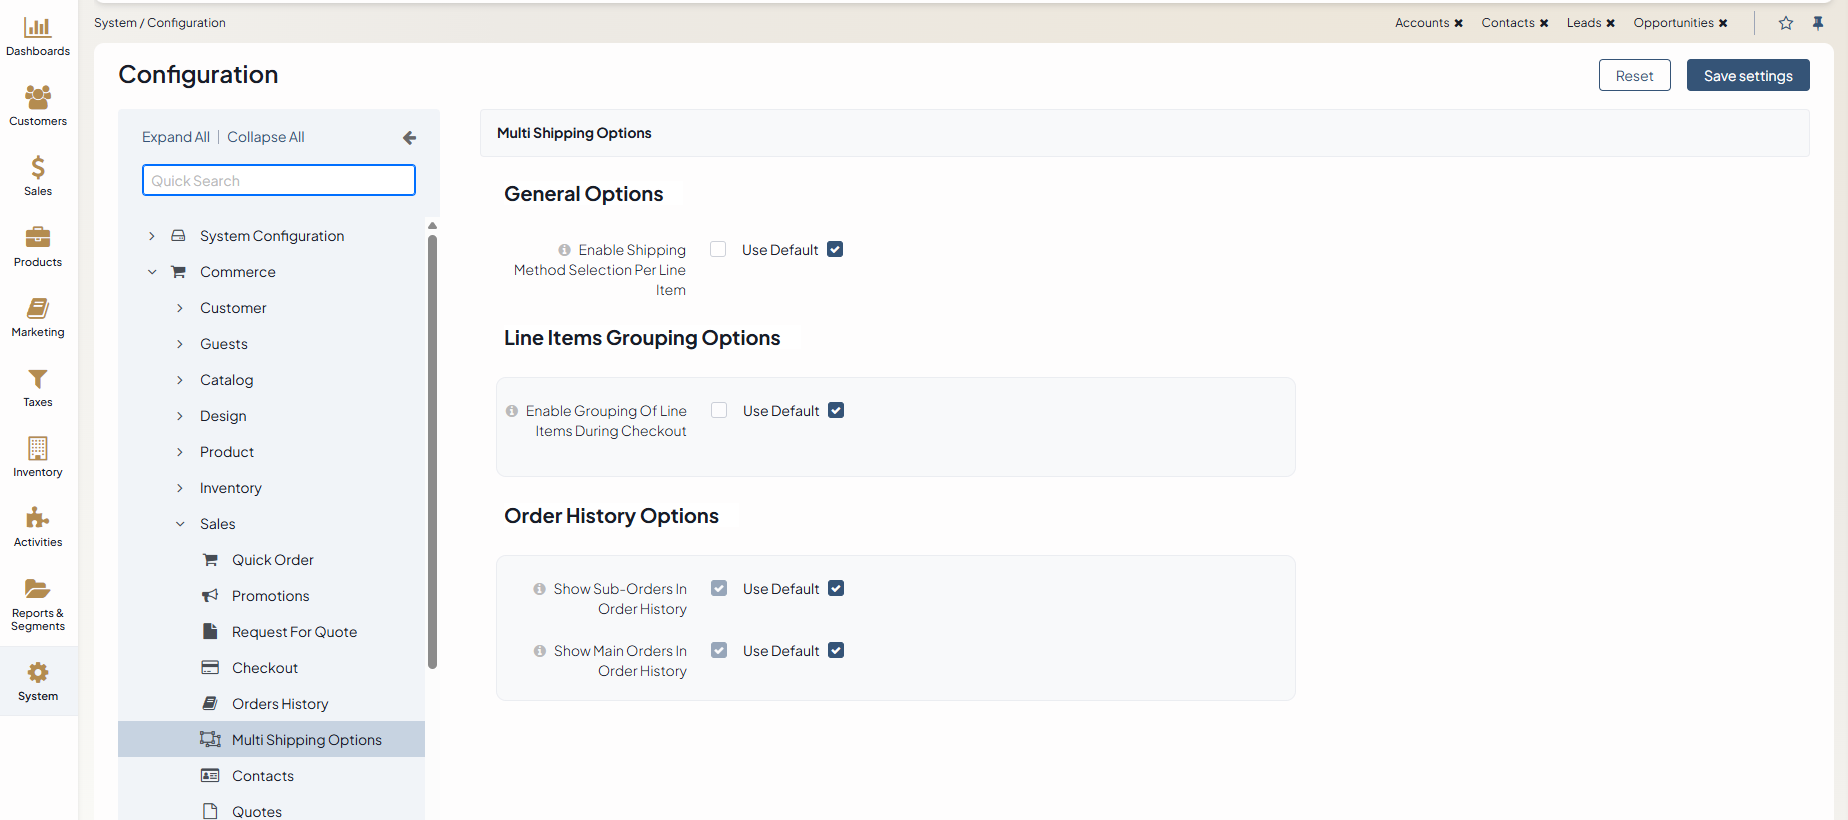 System / Configuration
Accounts ✖ Contacts ✖ Leads ✖ Opportunities ✖
Dashboards
Customers
Sales
Products
Marketing
Taxes
Inventory
Activities
Reports &
Segments
System
Configuration
Reset
Save settings
Expand All | Collapse All
Quick Search
System Configuration
Commerce
Customer
Guests
Catalog
Design
Product
Inventory
Sales
Quick Order
Promotions
Request For Quote
Checkout
Orders History
Multi Shipping Options
Contacts
Quotes
Multi Shipping Options
General Options
Enable Shipping
Method Selection Per Line
Item
Use Default
Line Items Grouping Options
Enable Grouping Of Line
Items During Checkout
Use Default
Order History Options
Show Sub-Orders In
Order History
Use Default
Show Main Orders In
Order History
Use Default